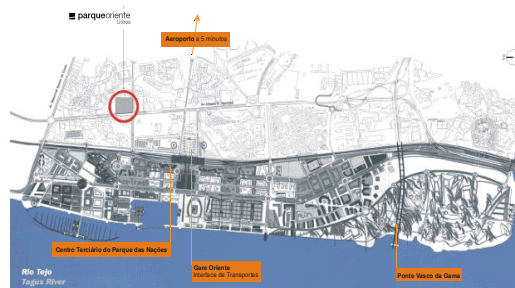 parqueoriente
Lisboa
Aeroporto a 5 minutos
Centro Terciário do Parque das Nações
Gare Oriente
Interface de Transportes
Ponte Vasco da Gama
Rio Tejo
Tagus River